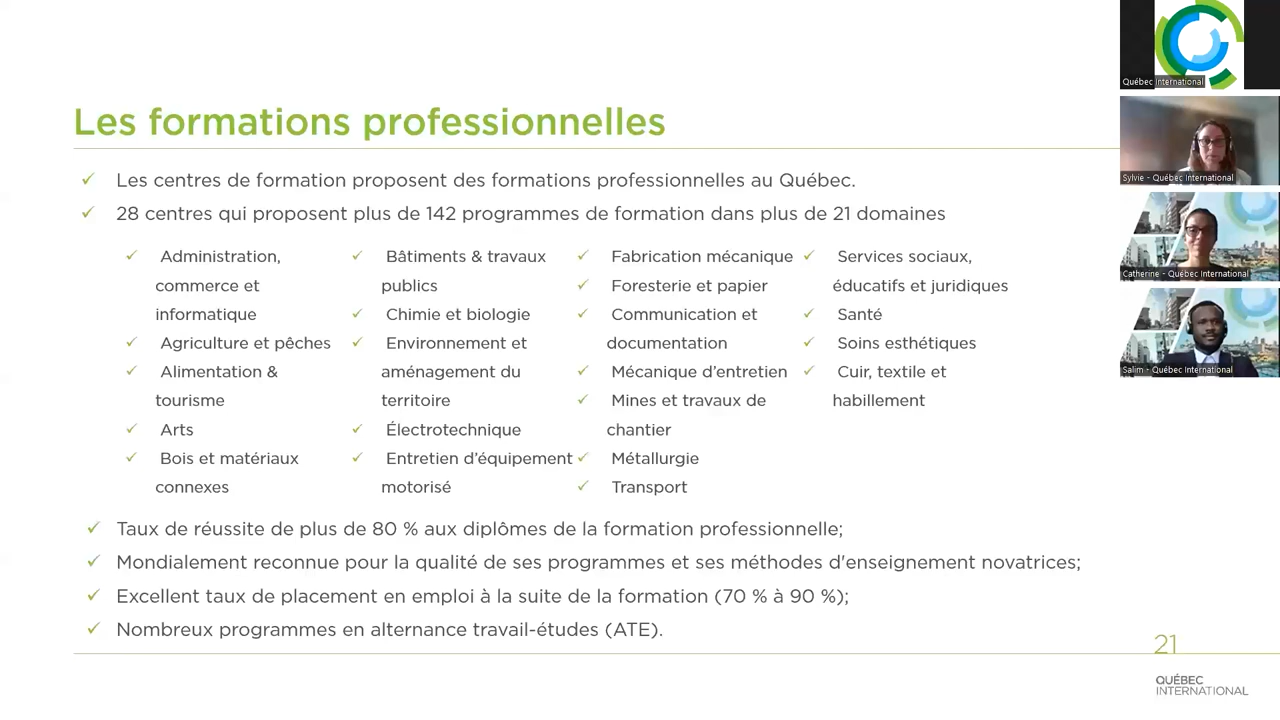 Les formations professionnelles
Les centres de formation proposent des formations professionnelles au Québec.
28 centres qui proposent plus de 142 programmes de formation dans plus de 21 domaines
Administration,
commerce et
informatique
Agriculture et pêches
Alimentation &
tourisme
Arts
Bois et matériaux
connexes
Bâtiments & travaux
publics
Chimie et biologie
Environnement et
aménagement du
territoire
Électrotechnique
Entretien d'équipement
motorisé
Fabrication mécanique
Foresterie et papier
Communication et
documentation
Mécanique d'entretien
Mines et travaux de
chantier
Métallurgie
Transport
Services sociaux,
éducatifs et juridiques
Santé
Soins esthétiques
Cuir, textile et
habillement
Taux de réussite de plus de 80 % aux diplômes de la formation professionnelle;
Mondialement reconnue pour la qualité de ses programmes et ses méthodes d'enseignement novatrices;
Excellent taux de placement en emploi à la suite de la formation (70 % à 90 %);
Nombreux programmes en alternance travail-études (ATE).
21
QUÉBEC
INTERNATIONAL
Québec International
Sylvie - Québec International
Catherine - Québec International
Salim - Québec International